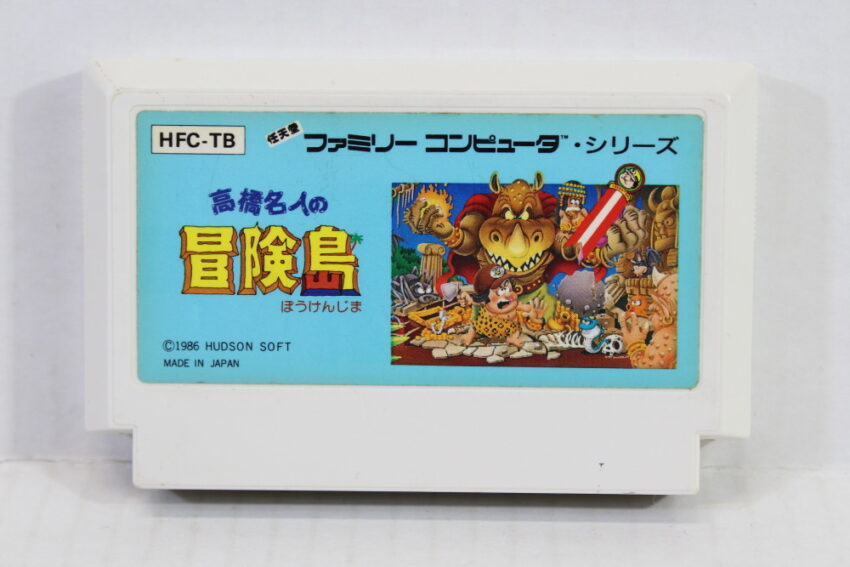 HFC-TB
任天堂 ファミリー コンピュータ™・シリーズ
高橋名人の
冒険島
ぼうけんじま
©1986 HUDSON SOFT
MADE IN JAPAN